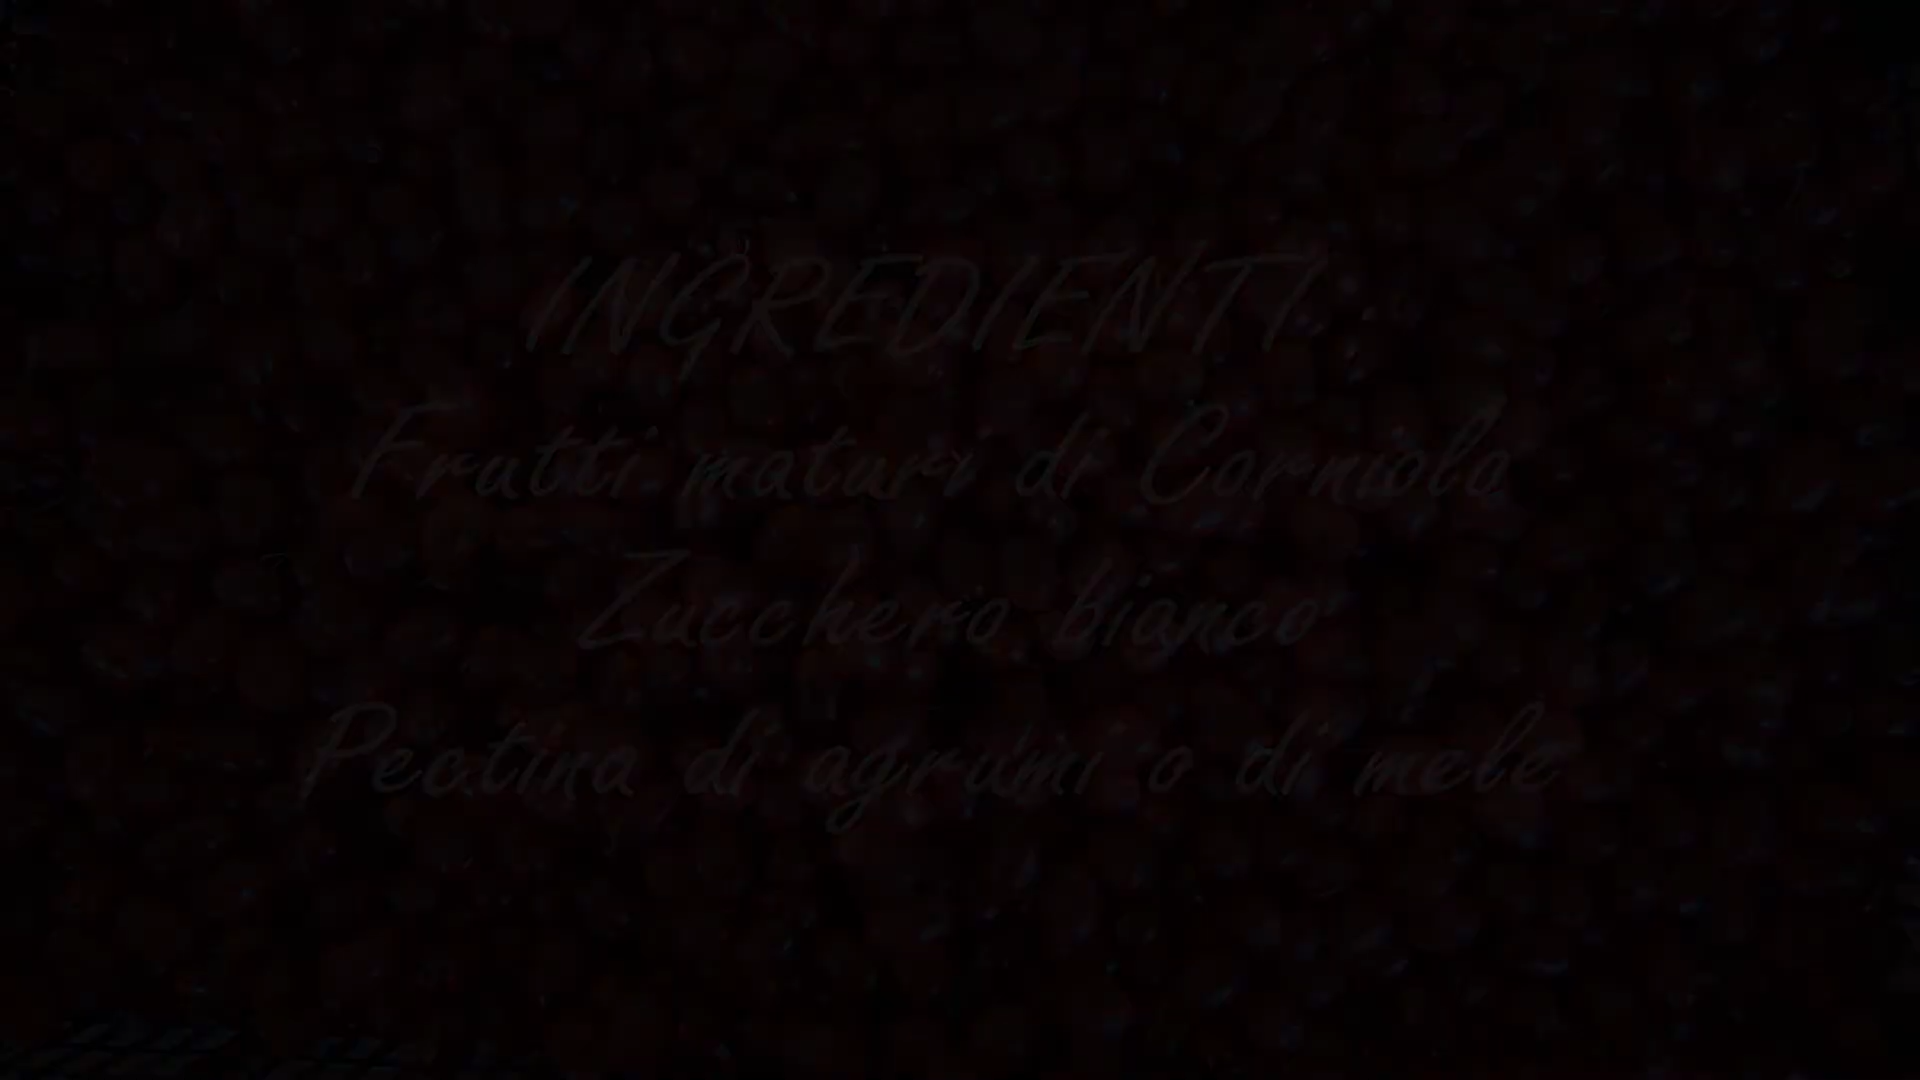 INGREDIENTI
Frutti maturi di Corniolo
Zucchero bianco
Pectina di agrumi o di mele